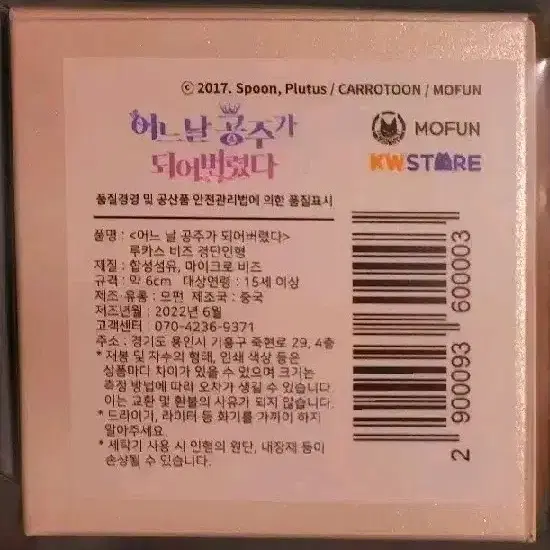 ⓒ 2017. Spoon, Plutus / CARROTOON / MOFUN
어느 날 공주가
되어버렸다
MOFUN
KWSTORE
품질경영 및 공산품 안전관리법에 의한 품질표시
품명 : <어느 날 공주가 되어버렸다>
루카스 비즈 경단인형
재질 : 합성섬유, 마이크로 비즈
규격 : 약 6cm 대상연령 : 15세 이상
제조·유통 : 모펀 제조국 : 중국
제조년월 : 2022년 6월
고객센터 : 070-4236-9371
주소 : 경기도 용인시 기흥구 죽현로 29, 4층
* 재봉 및 자수의 형태, 인쇄 색상 등은
상품마다 차이가 있을 수 있으며 크기는
측정 방법에 따라 오차가 생길 수 있습니다.
이는 교환 및 환불의 사유가 되지 않습니다.
* 드라이기, 라이터 등 화기를 가까이 하지
말아주세요.
* 세탁기 사용 시 인형의 원단, 내장재 등이
손상될 수 있습니다.
2 900093 600003